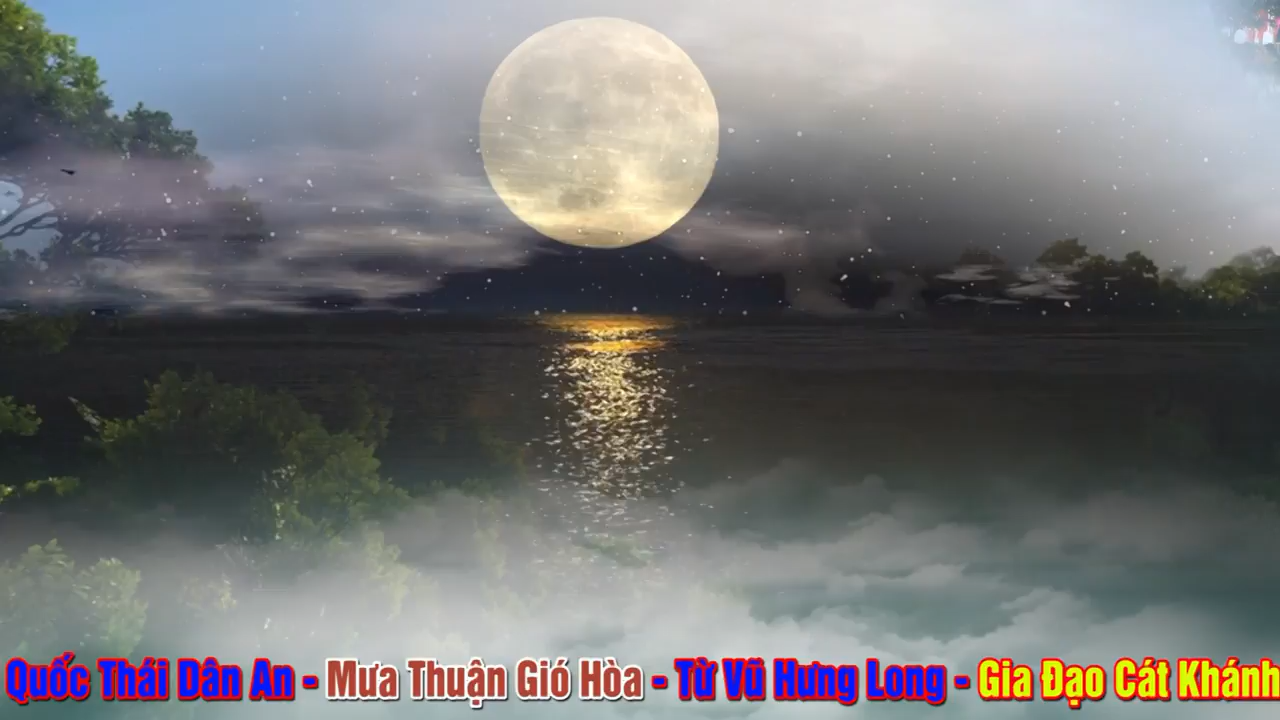 Quốc Thái Dân An - Mưa Thuận Gió Hòa - Từ Vũ Hưng Long - Gia Đạo Cát Khánh